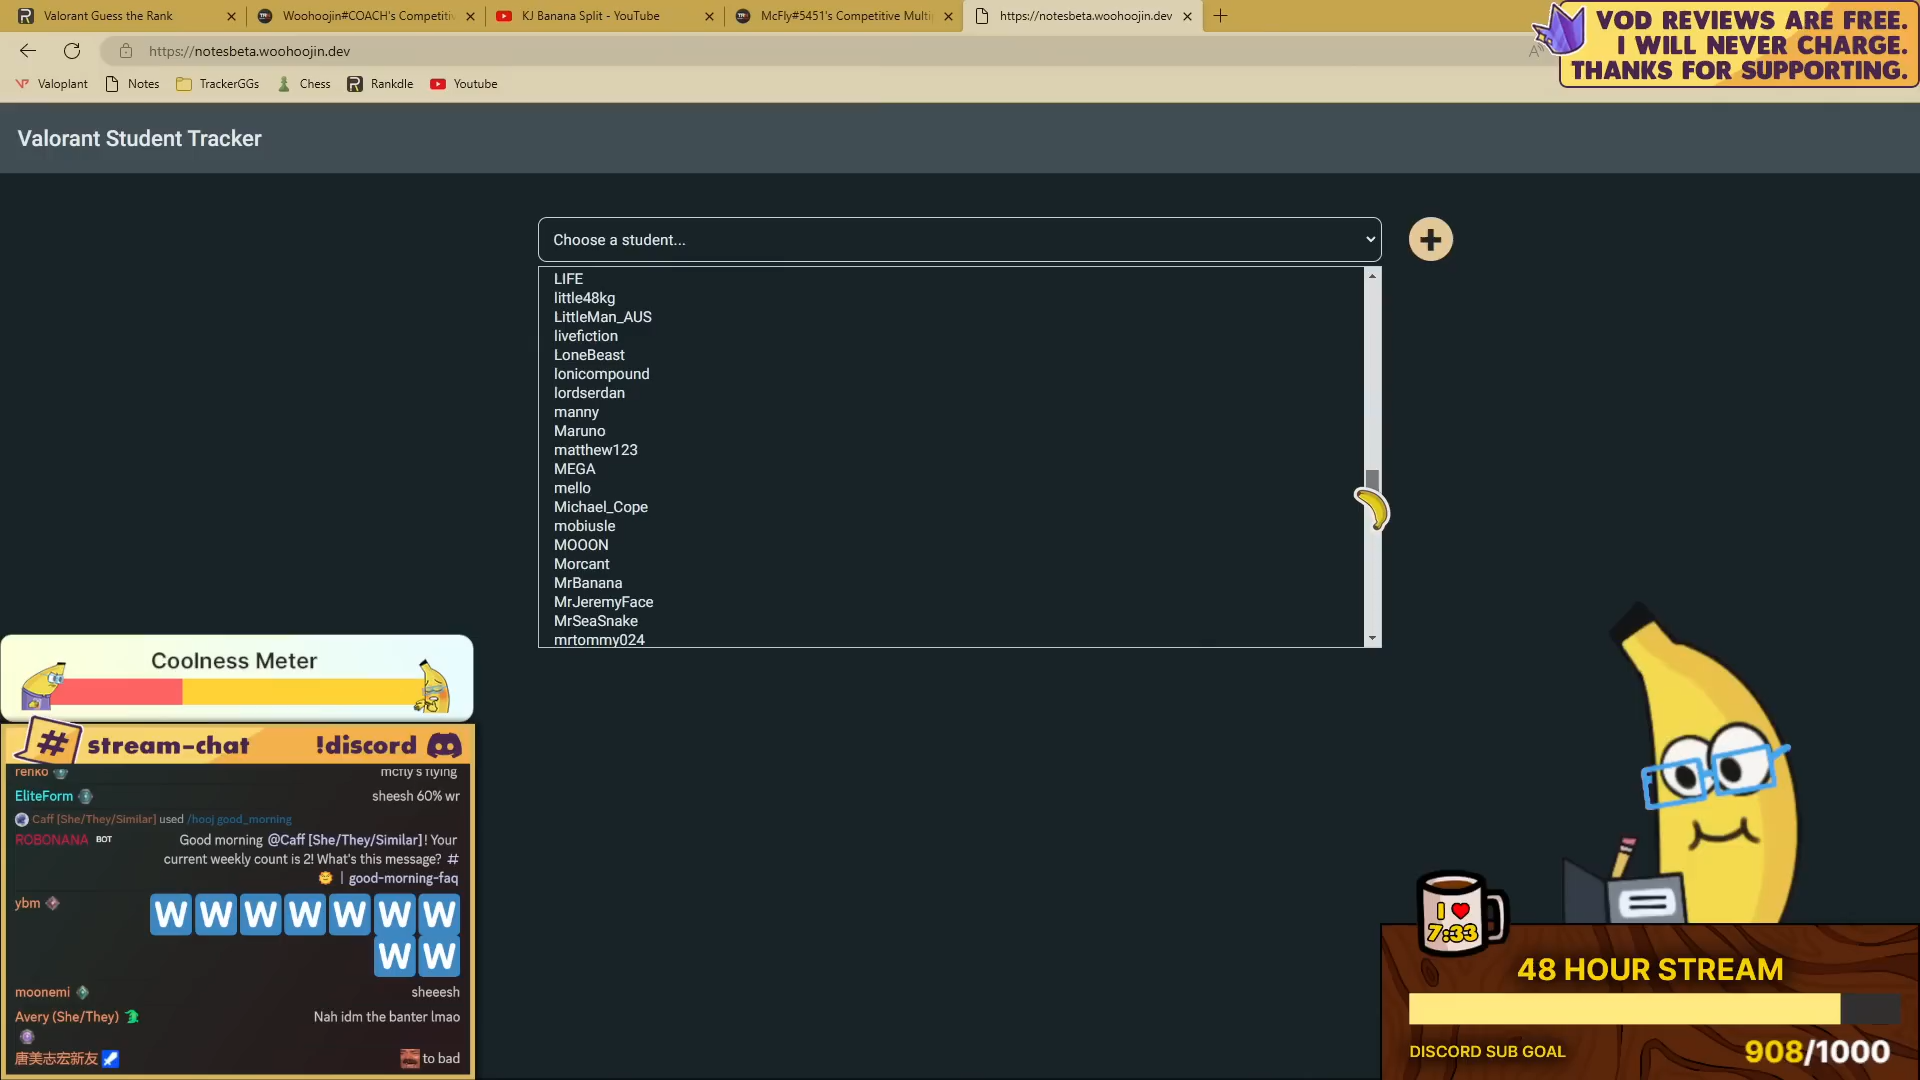 Valorant Guess the Rank
Woohoojin#COACH's Competitiv
KJ Banana Split - YouTube
McFly#5451's Competitive Multi
https://notesbeta.woohoojin.dev
https://notesbeta.woohoojin.dev
Valoplant
Notes
TrackerGGs
Chess
Rankdle
Youtube
VOD REVIEWS ARE FREE.
I WILL NEVER CHARGE.
THANKS FOR SUPPORTING.
Valorant Student Tracker
Choose a student...
LIFE
little48kg
LittleMan_AUS
livefiction
LoneBeast
lonicompound
lordserdan
manny
Maruno
matthew123
MEGA
mello
Michael_Cope
mobiusle
MOOON
Morcant
MrBanana
MrJeremyFace
MrSeaSnake
mrtommy024
Coolness Meter
# stream-chat !discord
renko mcfly's flying
EliteForm sheesh 60% wr
Caff [She/They/Similar] used /hooj good_morning
ROBONANA BOT Good morning @Caff [She/They/Similar]! Your
current weekly count is 2! What's this message? #
| good-morning-faq
ybm W W W W W W W
W W
moonemi sheeesh
Avery (She/They) Nah idm the banter lmao
唐美志宏新友 to bad
I ❤
7:33
48 HOUR STREAM
DISCORD SUB GOAL 908/1000